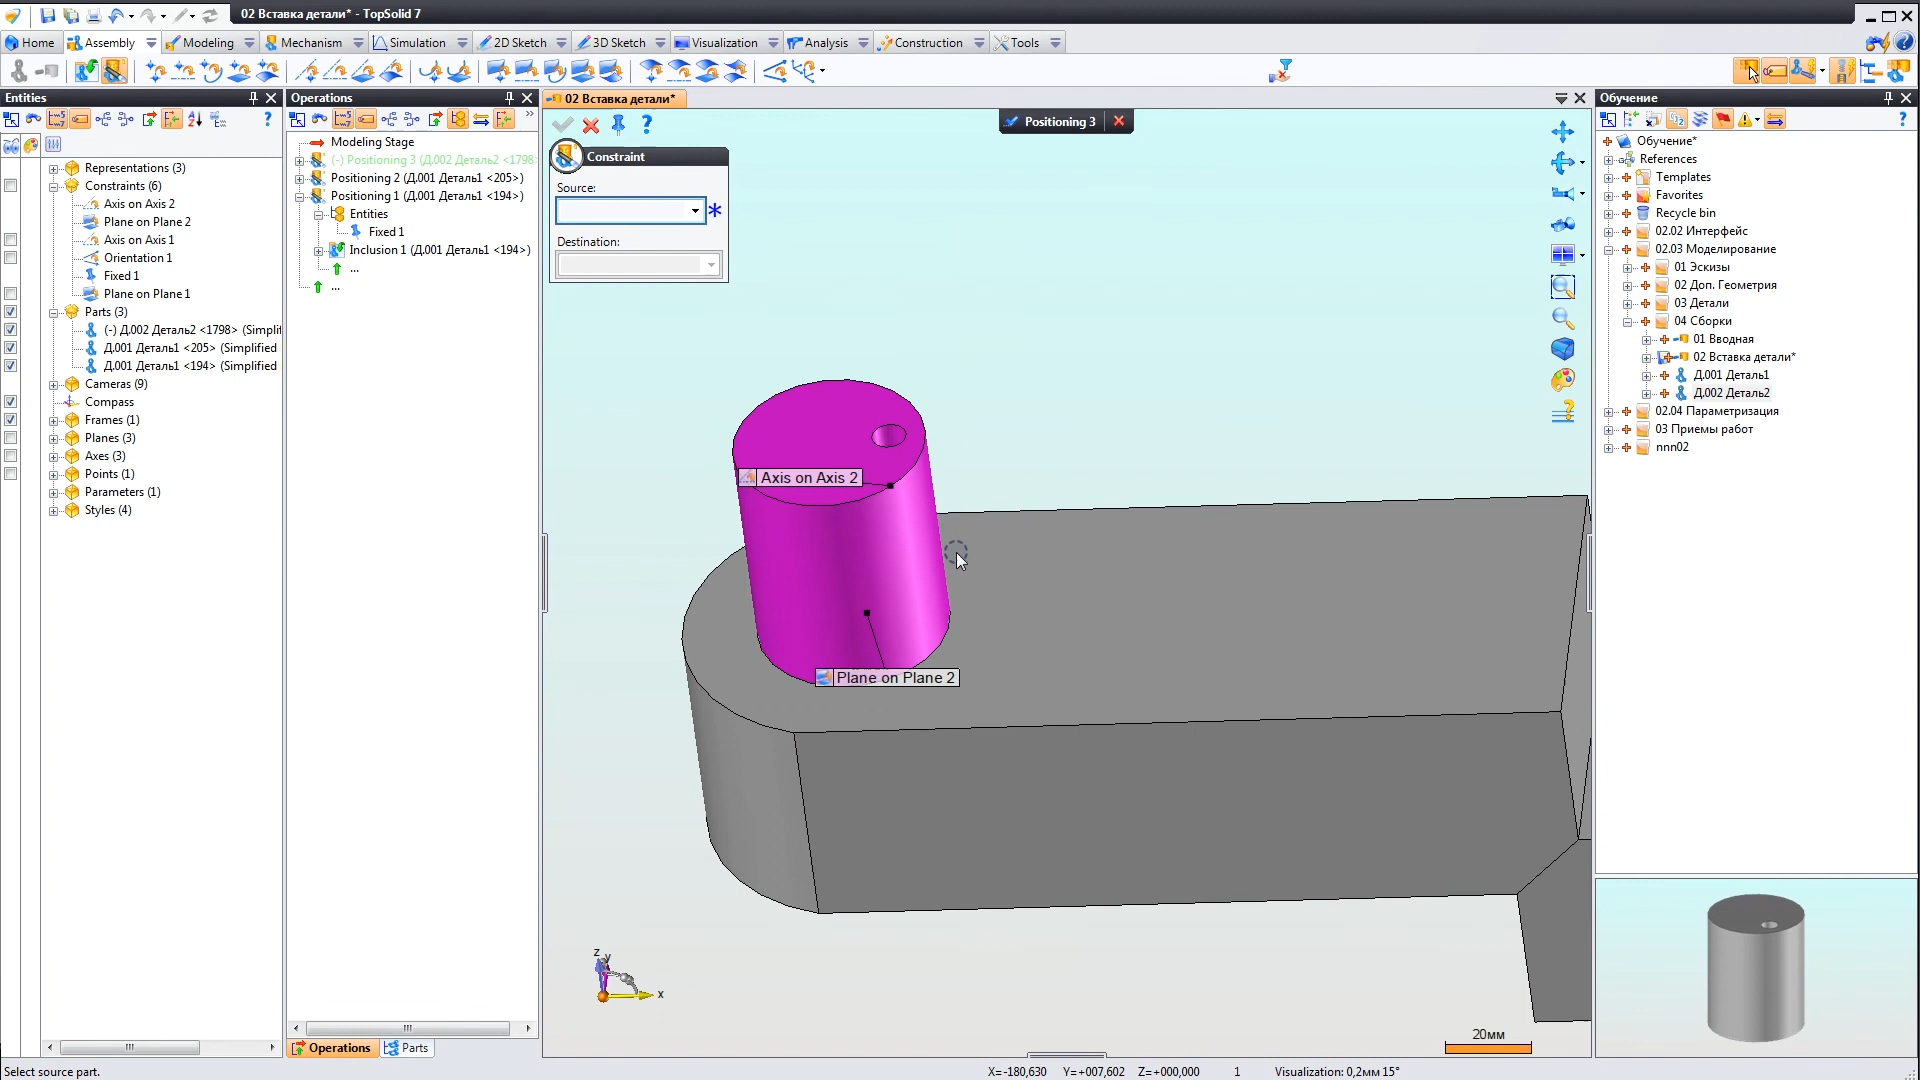 02 Вставка детали* - TopSolid 7
Home
Assembly
Modeling
Mechanism
Simulation
2D Sketch
3D Sketch
Visualization
Analysis
Construction
Tools
Entities
Representations (3)
Constraints (6)
Axis on Axis 2
Plane on Plane 2
Axis on Axis 1
Orientation 1
Fixed 1
Plane on Plane 1
Parts (3)
(-) Д.002 Деталь2 <1798> (Simplif
Д.001 Деталь1 <205> (Simplified
Д.001 Деталь1 <194> (Simplified
Cameras (9)
Compass
Frames (1)
Planes (3)
Axes (3)
Points (1)
Parameters (1)
Styles (4)
Operations
Modeling Stage
(-) Positioning 3 (Д.002 Деталь2 <1798>
Positioning 2 (Д.001 Деталь1 <205>)
Positioning 1 (Д.001 Деталь1 <194>)
Entities
Fixed 1
Inclusion 1 (Д.001 Деталь1 <194>)
...
...
Operations
Parts
02 Вставка детали*
Positioning 3
Constraint
Source:
Destination:
Axis on Axis 2
Plane on Plane 2
z
y
x
20мм
Обучение
Обучение*
References
Templates
Favorites
Recycle bin
02.02 Интерфейс
02.03 Моделирование
01 Эскизы
02 Доп. Геометрия
03 Детали
04 Сборки
01 Вводная
02 Вставка детали*
Д.001 Деталь1
Д.002 Деталь2
02.04 Параметризация
03 Приемы работ
nnn02
Select source part.
X=-180,630 Y=+007,602 Z=+000,000
1
Visualization: 0,2мм 15°